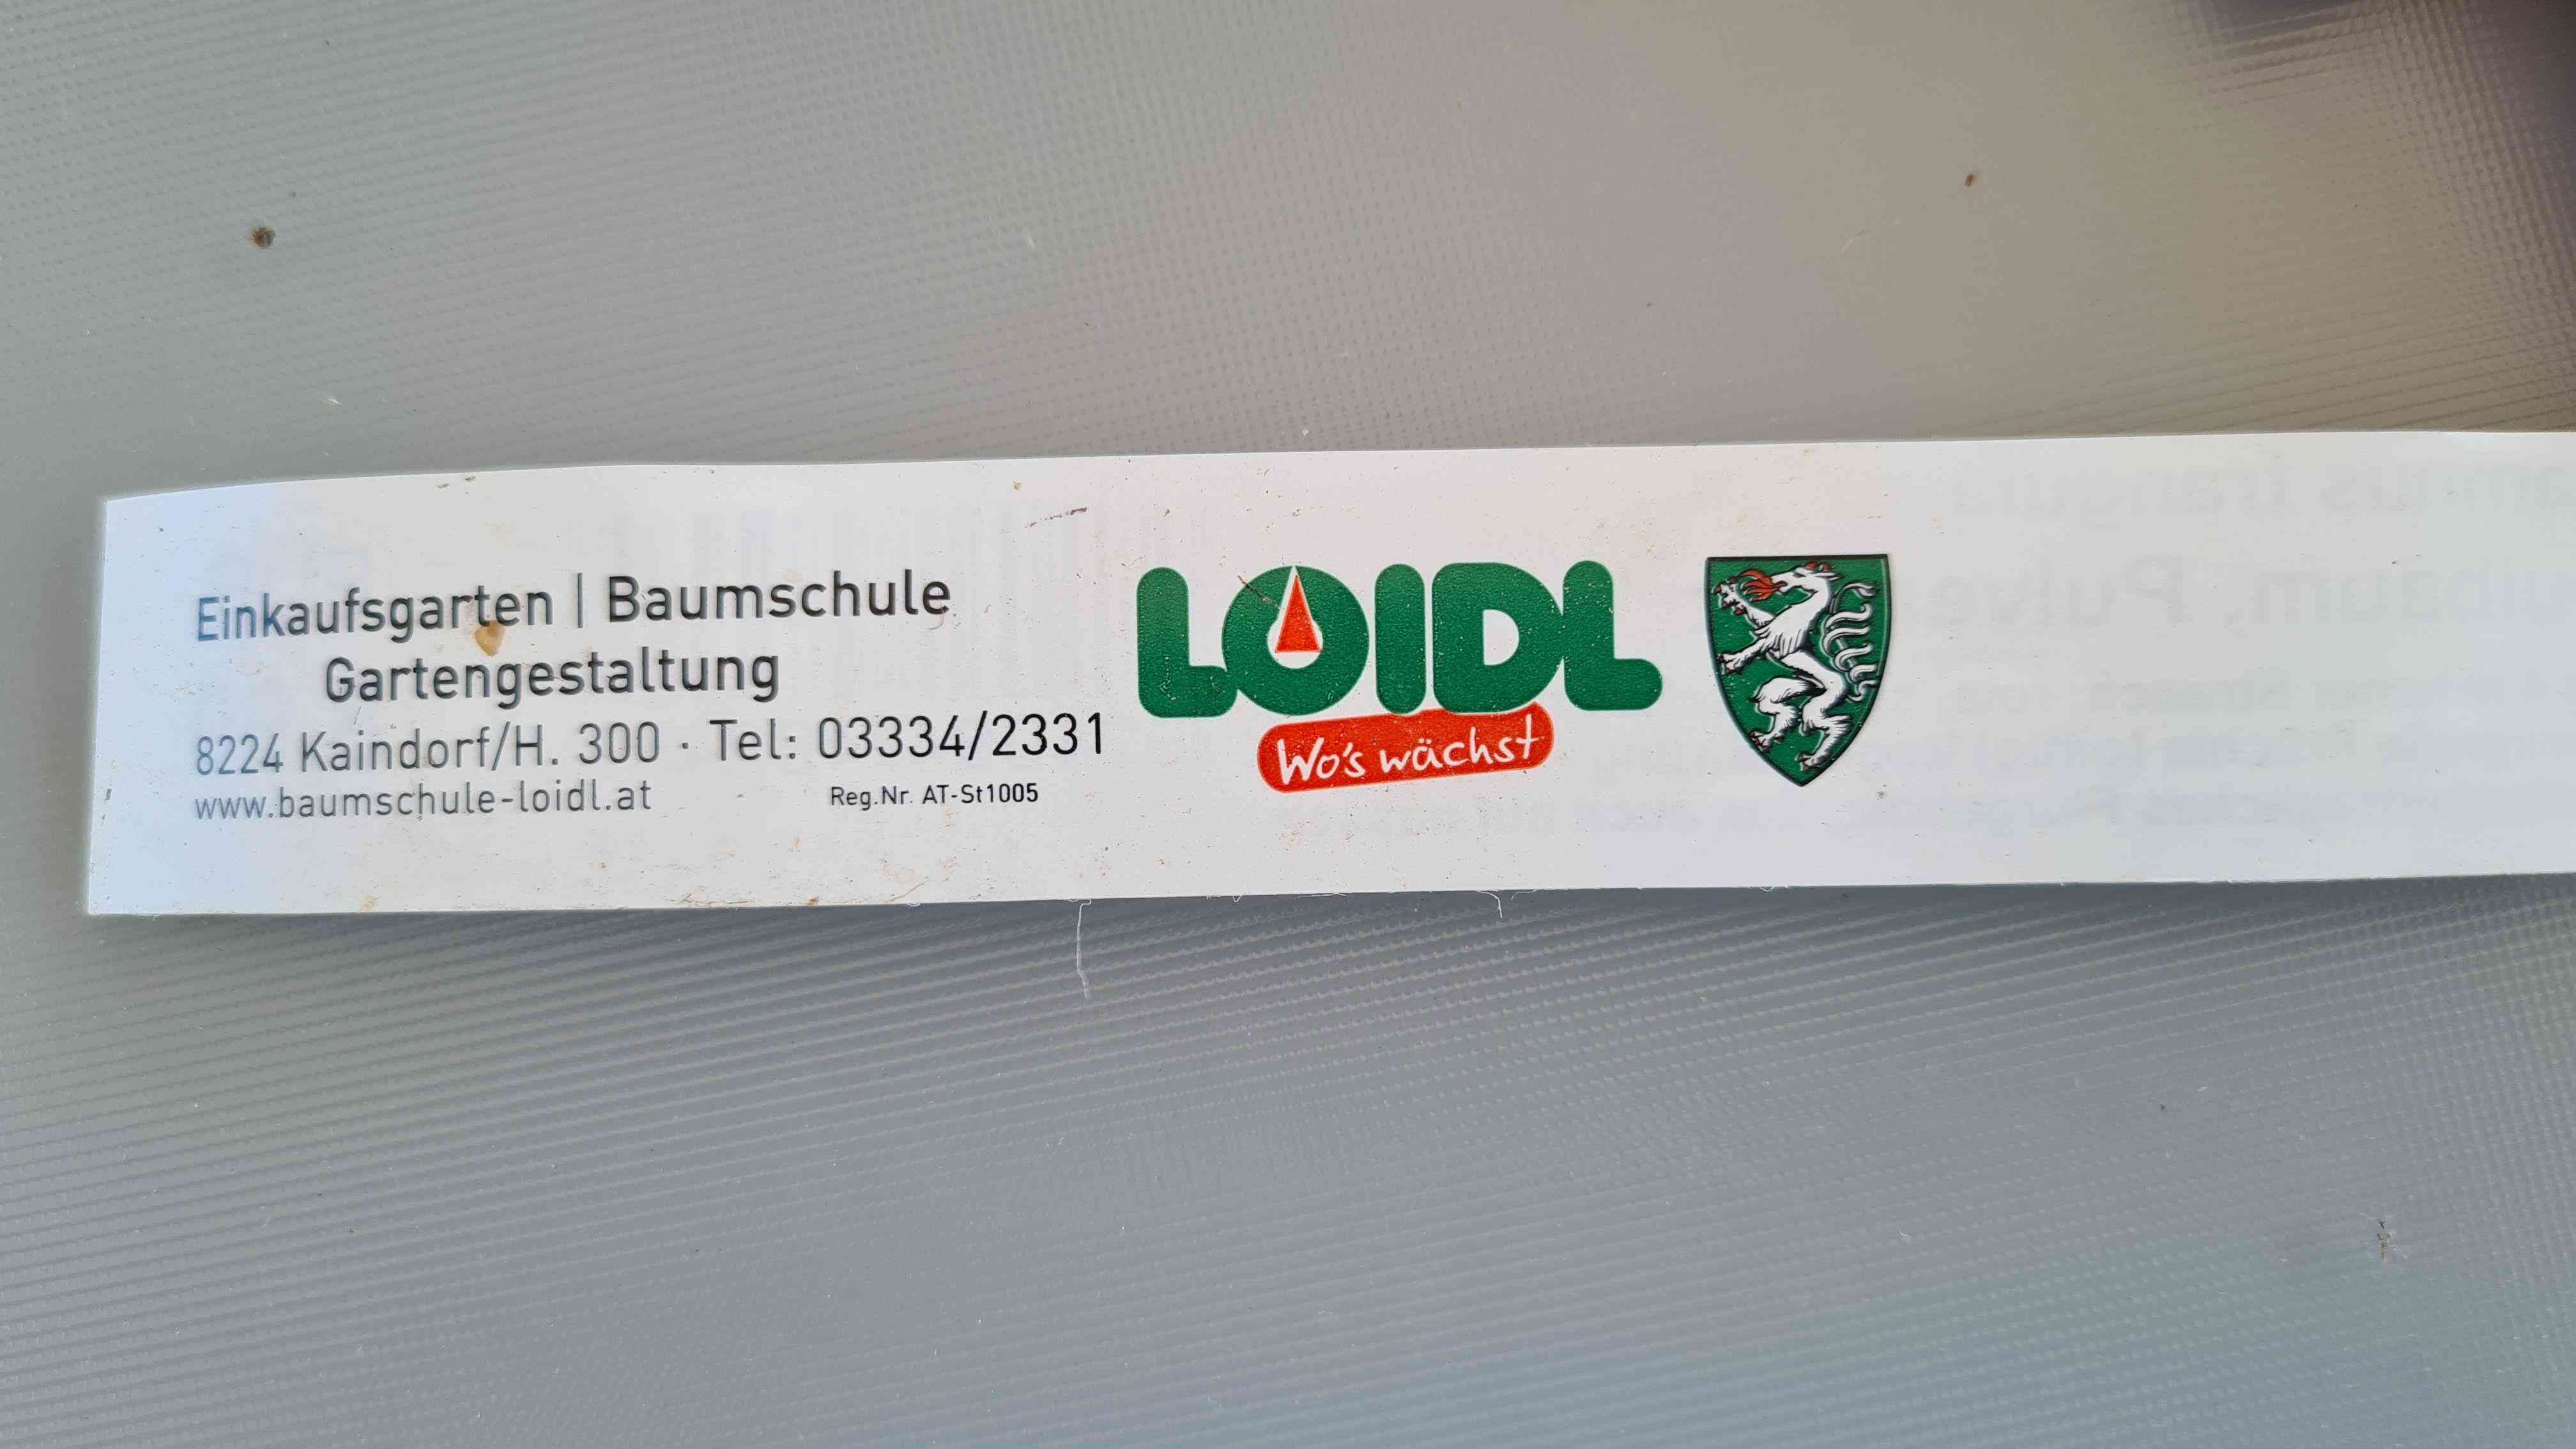 Einkaufsgarten | Baumschule
Gartengestaltung
8224 Kaindorf/H. 300 · Tel: 03334/2331
www.baumschule-loidl.at
Reg.Nr. AT-St1005
LOIDL
Wo's wächst